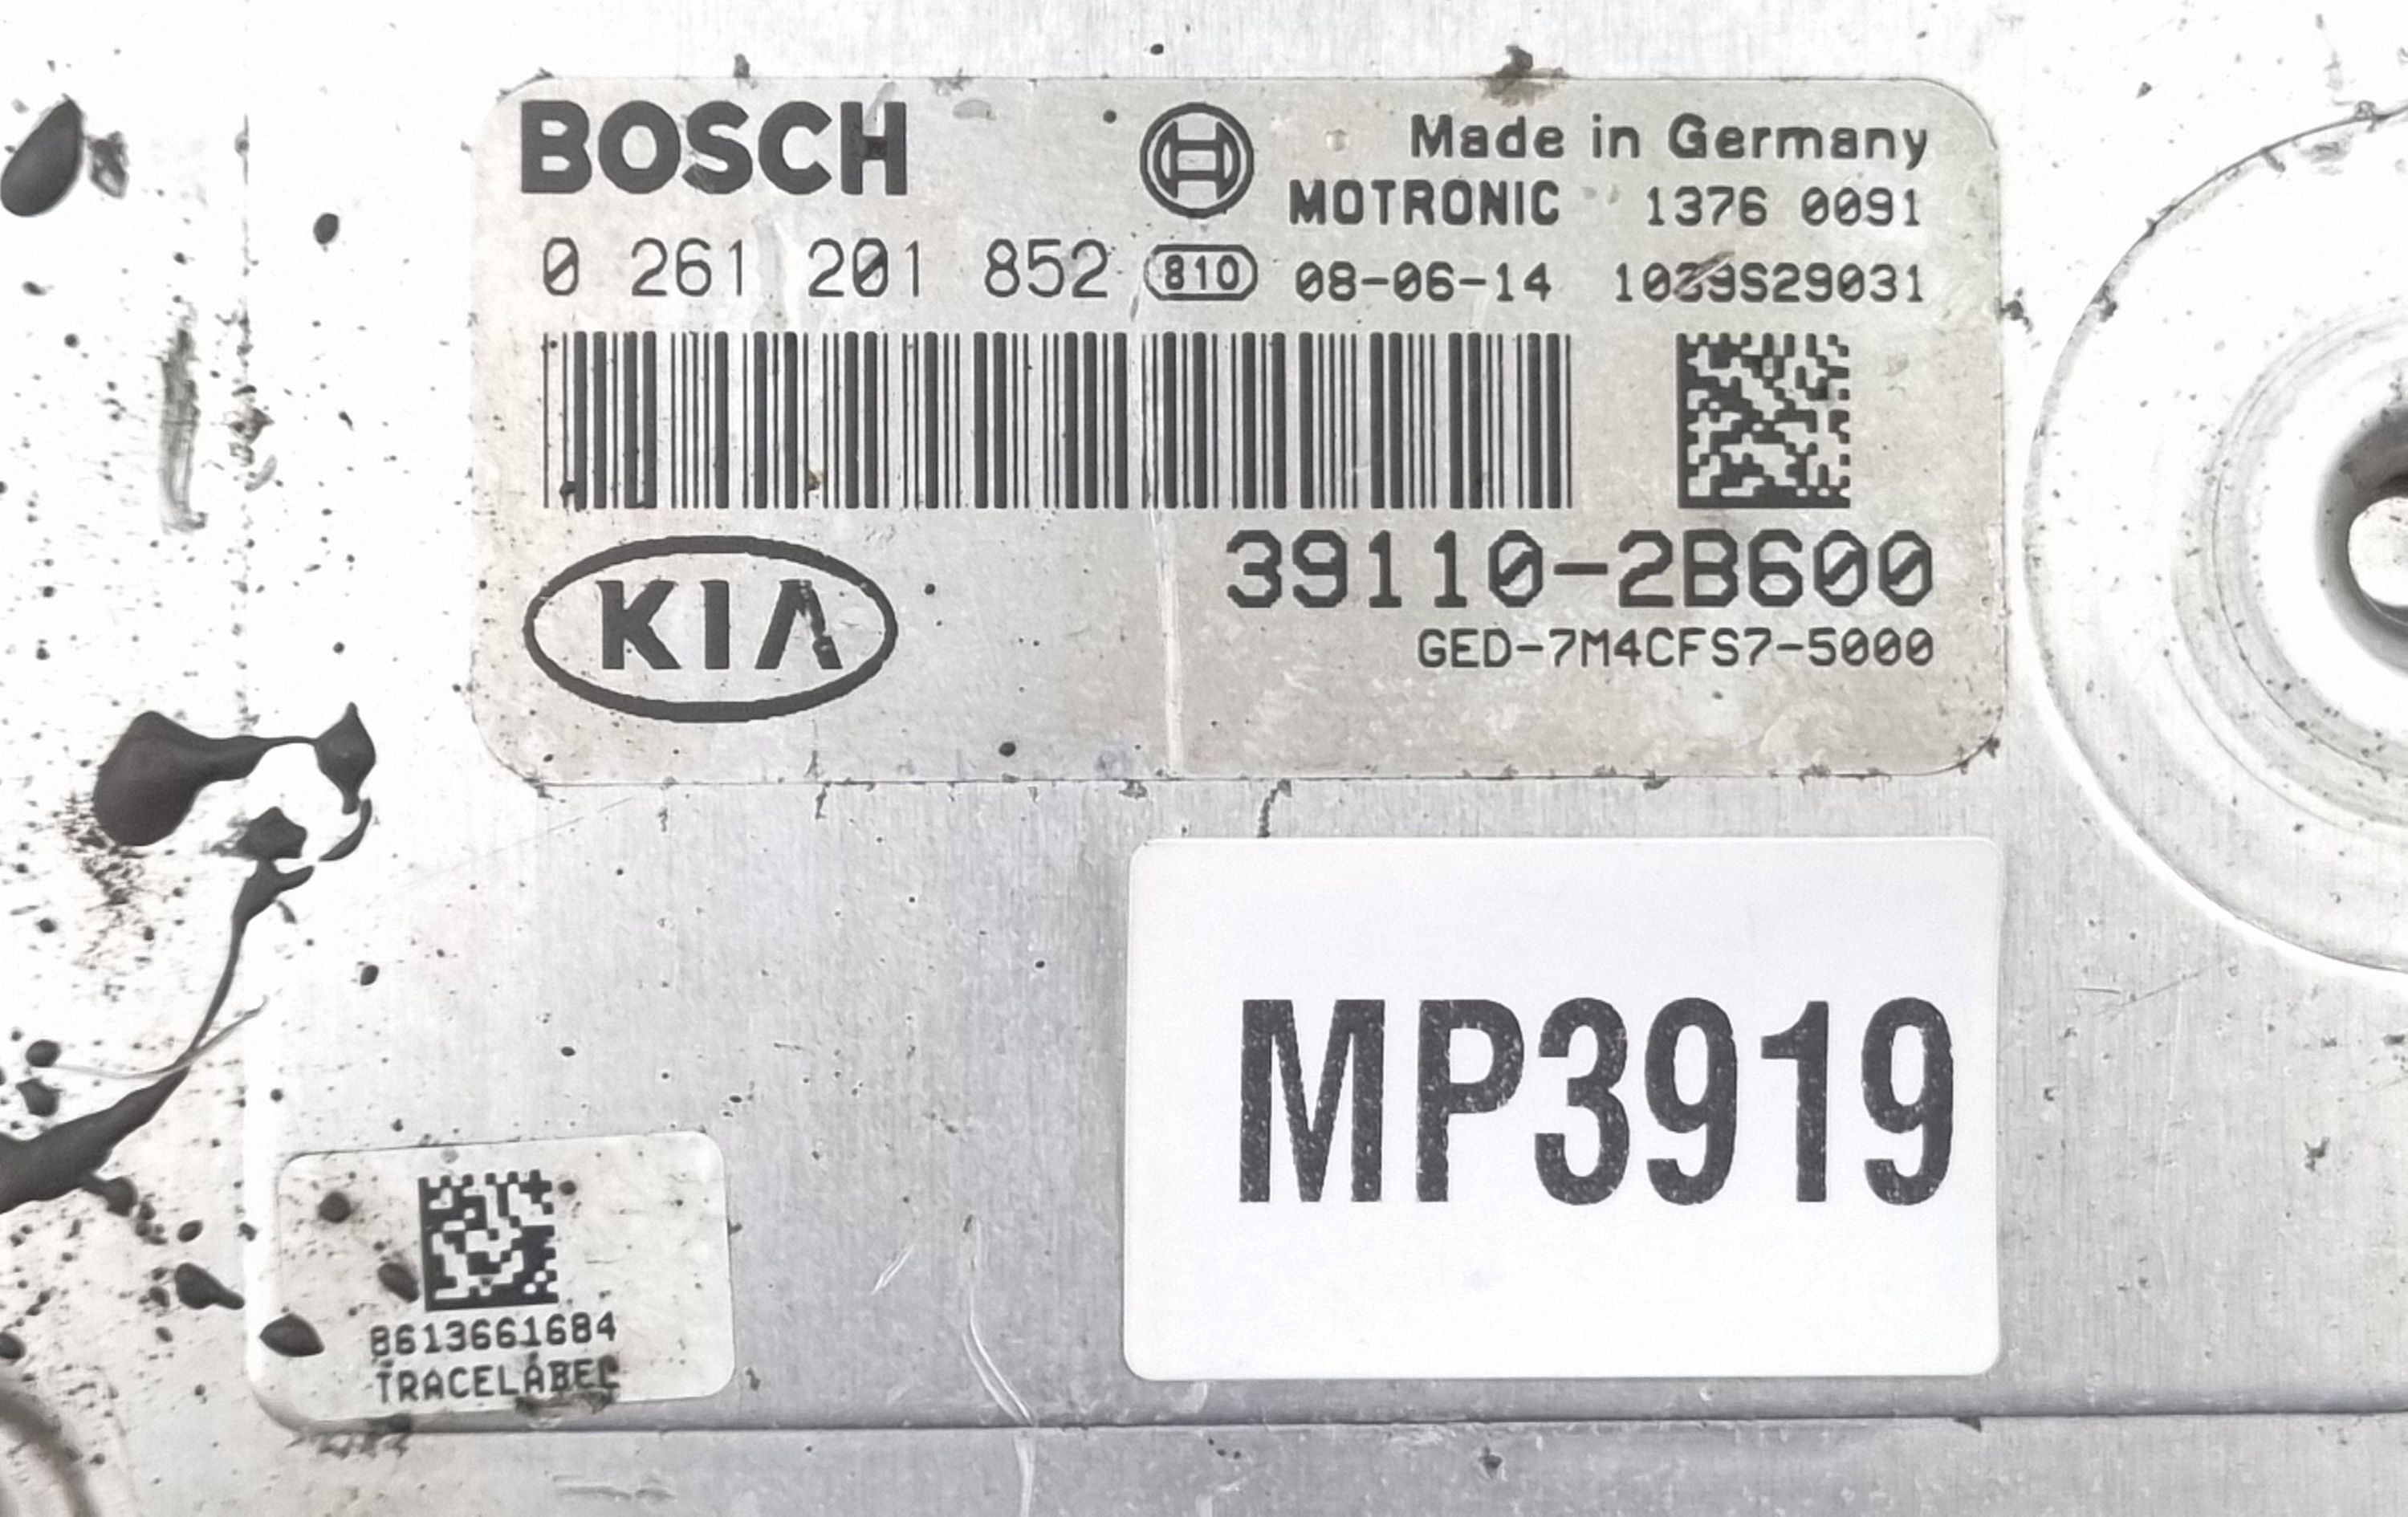 BOSCH
Made in Germany
MOTRONIC 1376 0091
0 261 201 852 810 08-06-14 1039S29031
39110-2B600
KIA
GED-7M4CFS7-5000
MP3919
8613661684
TRACELABEL